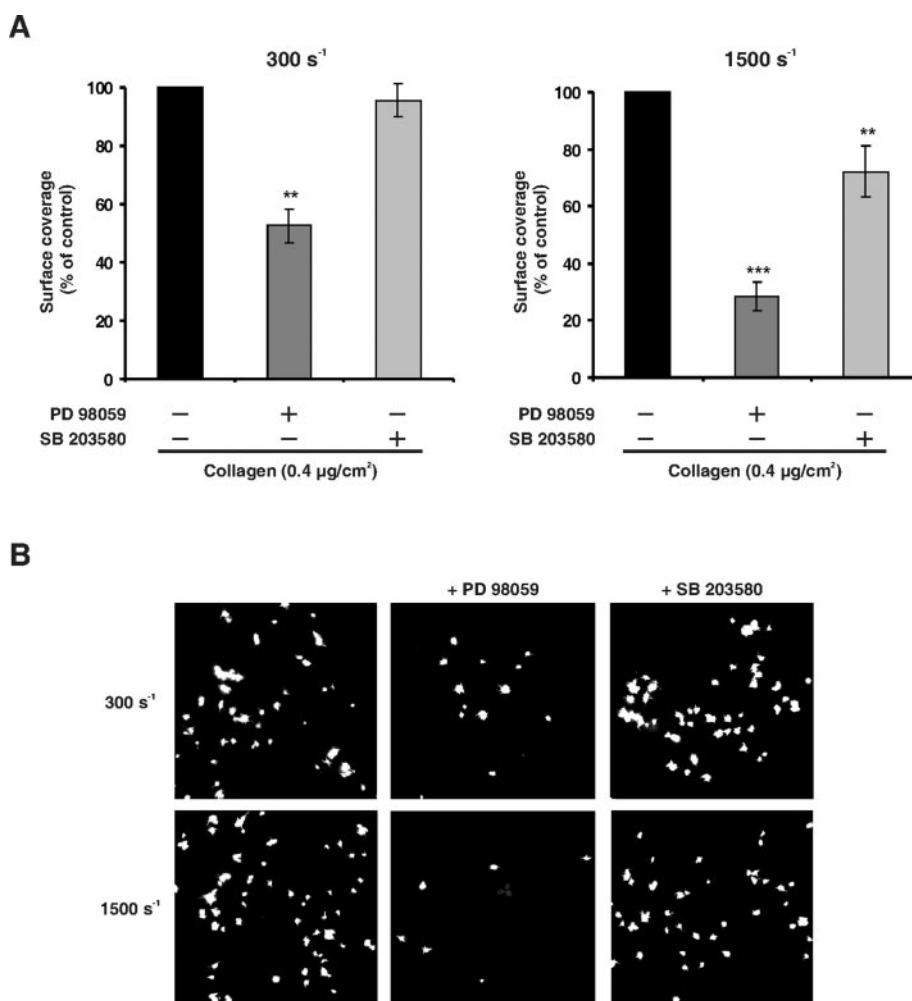 A
300 s⁻¹
1500 s⁻¹
Surface coverage
(% of control)
100
80
60
40
20
0
**
PD 98059 − + −
SB 203580 − − +
Collagen (0.4 µg/cm²)
Surface coverage
(% of control)
100
80
60
40
20
0
***
**
PD 98059 − + −
SB 203580 − − +
Collagen (0.4 µg/cm²)
B
+ PD 98059
+ SB 203580
300 s⁻¹
1500 s⁻¹